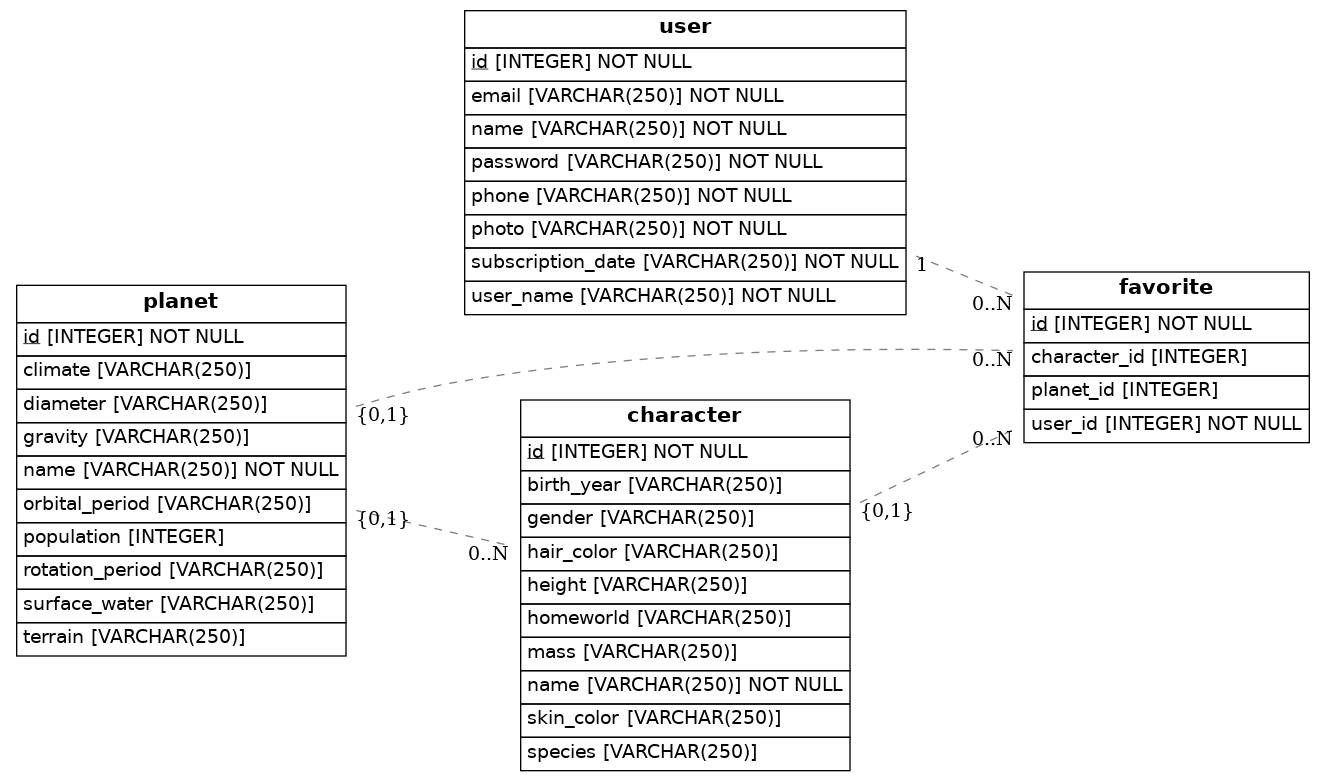 user
id [INTEGER] NOT NULL
email [VARCHAR(250)] NOT NULL
name [VARCHAR(250)] NOT NULL
password [VARCHAR(250)] NOT NULL
phone [VARCHAR(250)] NOT NULL
photo [VARCHAR(250)] NOT NULL
subscription_date [VARCHAR(250)] NOT NULL
user_name [VARCHAR(250)] NOT NULL
1
0..N
favorite
id [INTEGER] NOT NULL
character_id [INTEGER]
planet_id [INTEGER]
user_id [INTEGER] NOT NULL
0..N
0..N
planet
id [INTEGER] NOT NULL
climate [VARCHAR(250)]
diameter [VARCHAR(250)]
gravity [VARCHAR(250)]
name [VARCHAR(250)] NOT NULL
orbital_period [VARCHAR(250)]
population [INTEGER]
rotation_period [VARCHAR(250)]
surface_water [VARCHAR(250)]
terrain [VARCHAR(250)]
{0,1}
{0,1}
0..N
character
id [INTEGER] NOT NULL
birth_year [VARCHAR(250)]
gender [VARCHAR(250)]
hair_color [VARCHAR(250)]
height [VARCHAR(250)]
homeworld [VARCHAR(250)]
mass [VARCHAR(250)]
name [VARCHAR(250)] NOT NULL
skin_color [VARCHAR(250)]
species [VARCHAR(250)]
{0,1}